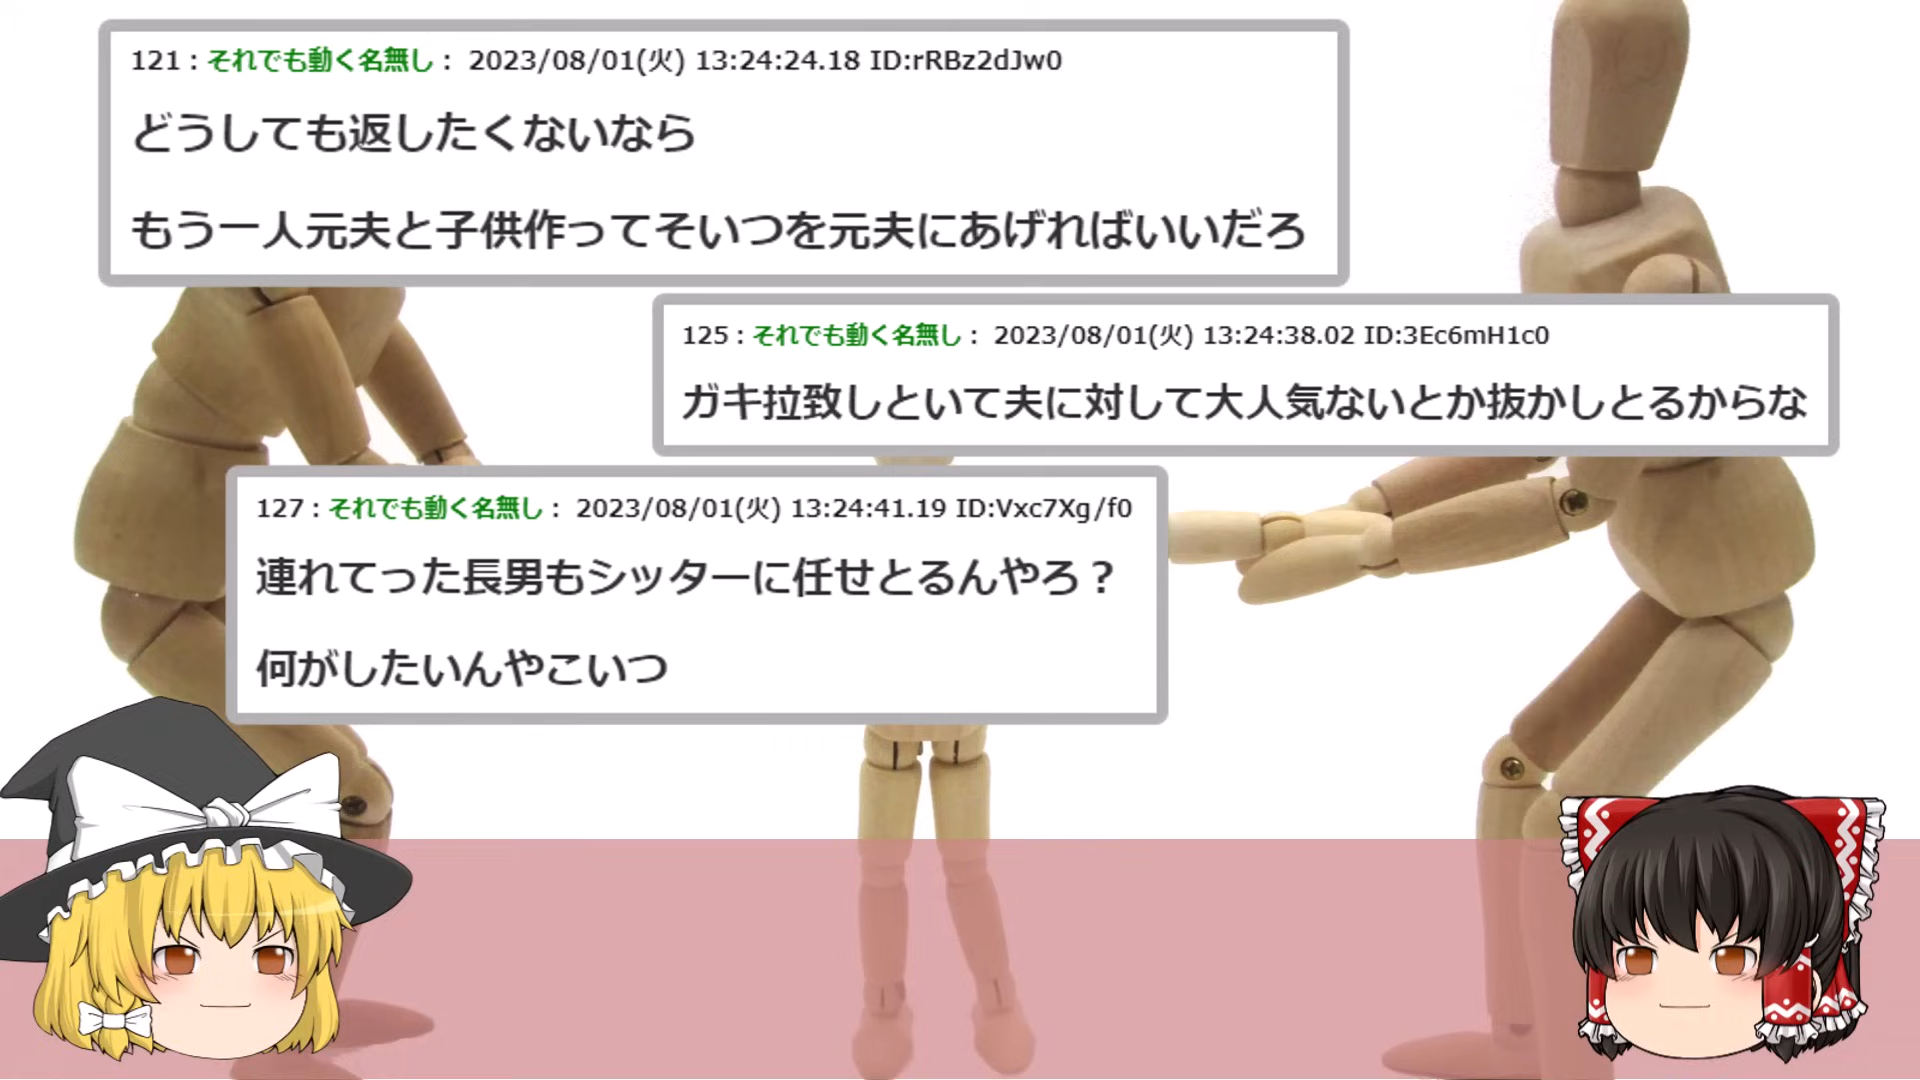 121 : それでも動く名無し : 2023/08/01(火) 13:24:24.18 ID:rRBz2dJw0
どうしても返したくないなら
もう一人元夫と子供作ってそいつを元夫にあげればいいだろ
125 : それでも動く名無し : 2023/08/01(火) 13:24:38.02 ID:3Ec6mH1c0
ガキ拉致しといて夫に対して大人気ないとか抜かしとるからな
127 : それでも動く名無し : 2023/08/01(火) 13:24:41.19 ID:Vxc7Xg/f0
連れてった長男もシッターに任せとるんやろ？
何がしたいんやこいつ